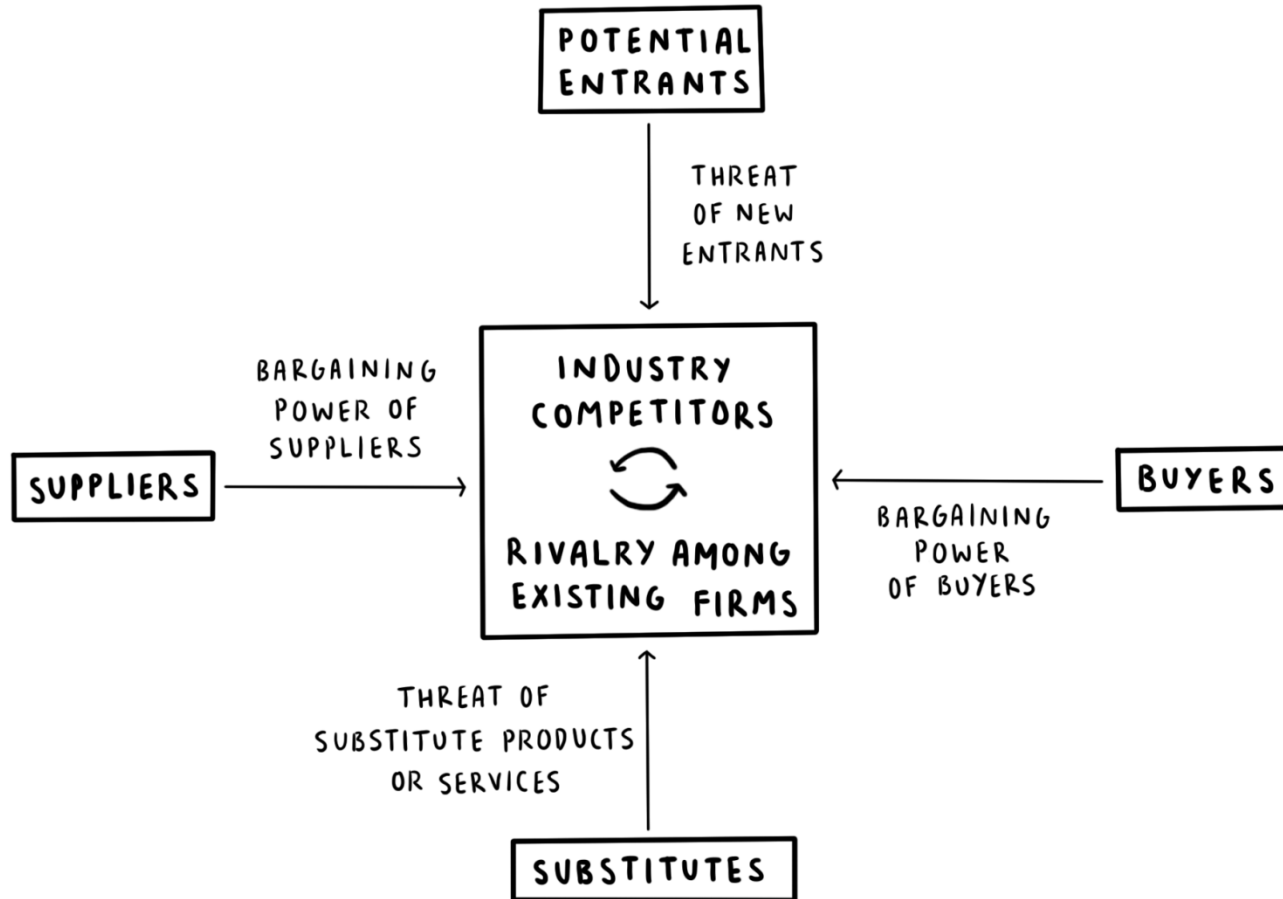 POTENTIAL
ENTRANTS
THREAT
OF NEW
ENTRANTS
BARGAINING
POWER OF
SUPPLIERS
SUPPLIERS
INDUSTRY
COMPETITORS
RIVALRY AMONG
EXISTING FIRMS
BUYERS
BARGAINING
POWER
OF BUYERS
THREAT OF
SUBSTITUTE PRODUCTS
OR SERVICES
SUBSTITUTES